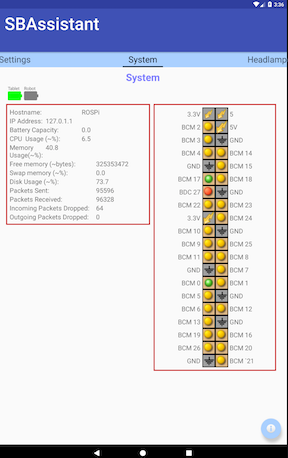 3:36
SBAssistant
Settings System Headlamp
System
Tablet Robot
Hostname: ROSPi
IP Address: 127.0.1.1
Battery Capacity: 0.0
CPU Usage (~%): 6.5
Memory 40.8
Usage(~%):
Free memory (~bytes): 325353472
Swap memory (~%): 0.0
Disk Usage (~%): 73.7
Packets Sent: 95596
Packets Received: 96328
Incoming Packets Dropped: 64
Outgoing Packets Dropped: 0
3.3V 5
BCM 2 5V
BCM 3 GND
BCM 4 BCM 14
GND BCM 15
BCM 17 BCM 18
BDC 27 GND
BCM 22 BCM 23
3.3V BCM 24
BCM 10 GND
BCM 9 BCM 25
BCM 11 BCM 8
GND BCM 7
BCM 0 BCM 1
BCM 5 GND
BCM 6 BCM 12
BCM 13 GND
BCM 19 BCM 16
BCM 26 BCM 20
GND BCM '21